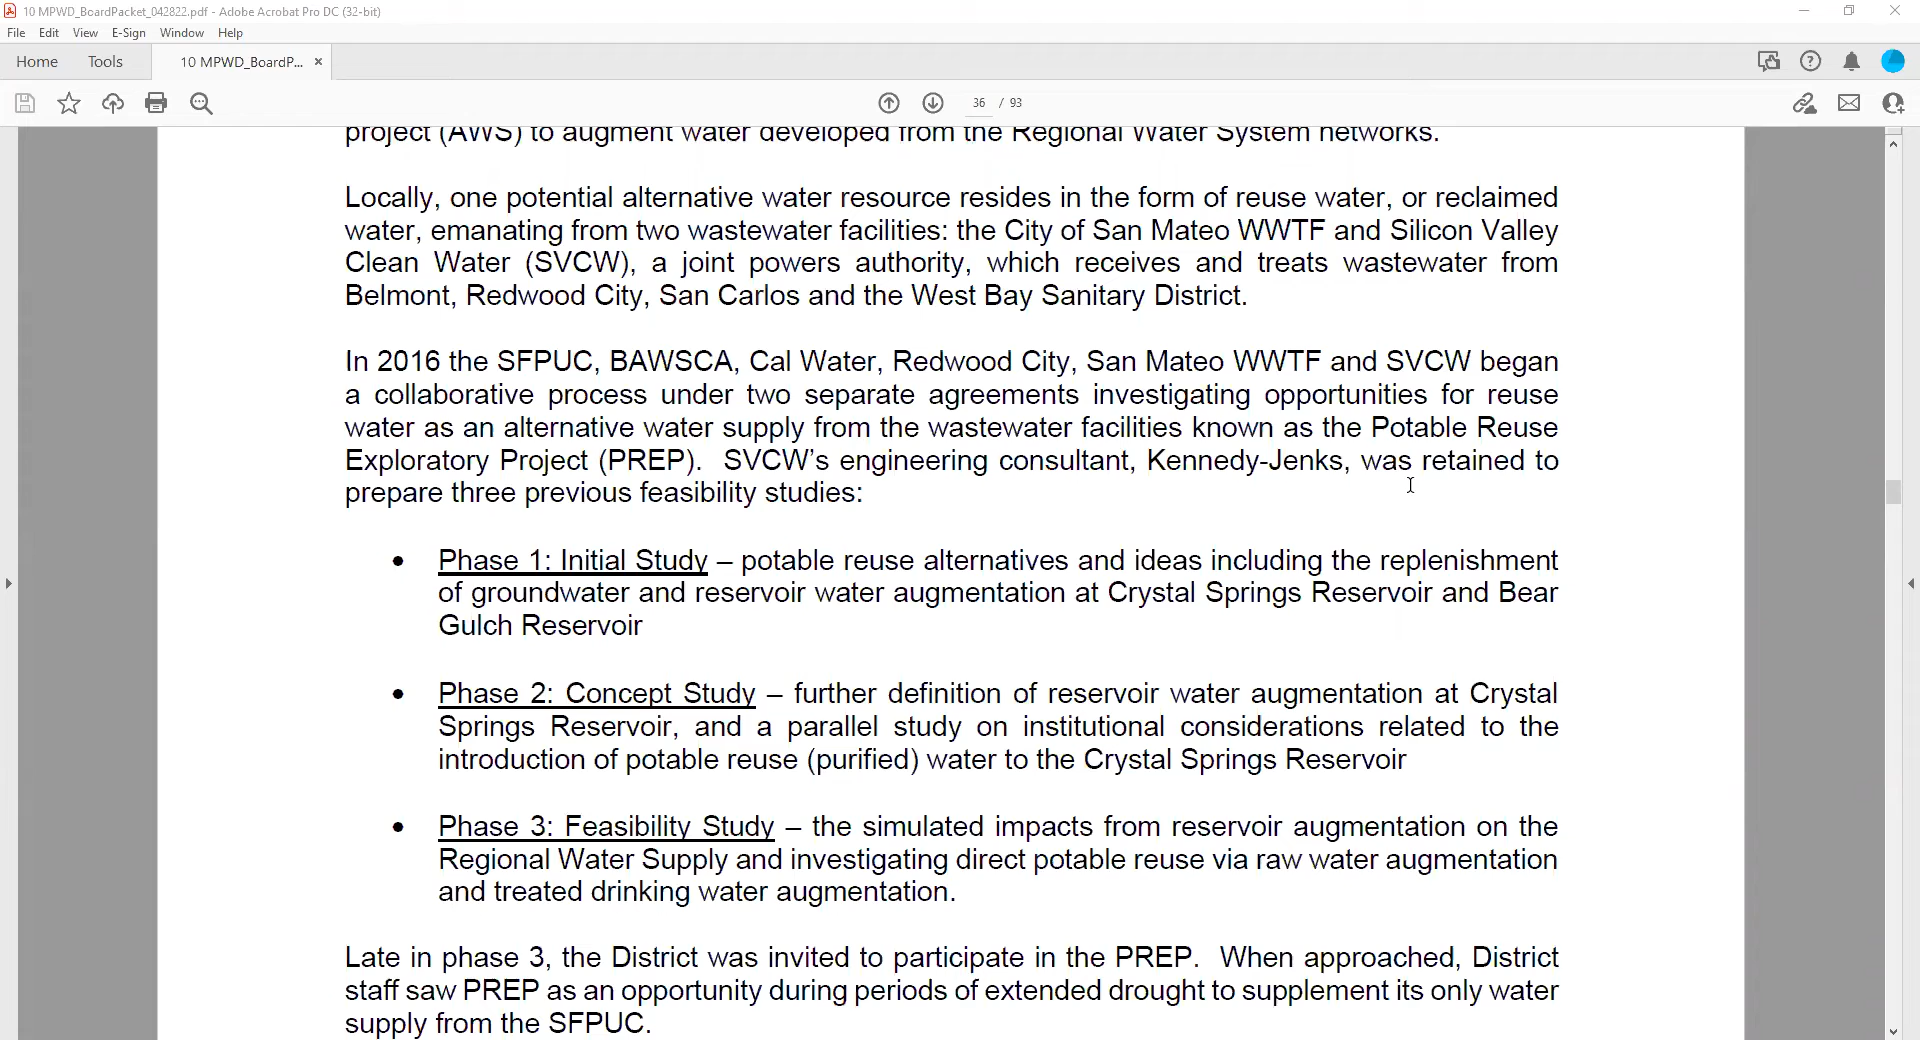 10 MPWD_BoardPacket_042822.pdf - Adobe Acrobat Pro DC (32-bit)
File Edit View E-Sign Window Help
Home Tools 10 MPWD_BoardP... ×
36 / 93
project (AWS) to augment water developed from the Regional Water System networks.
Locally, one potential alternative water resource resides in the form of reuse water, or reclaimed
water, emanating from two wastewater facilities: the City of San Mateo WWTF and Silicon Valley
Clean Water (SVCW), a joint powers authority, which receives and treats wastewater from
Belmont, Redwood City, San Carlos and the West Bay Sanitary District.
In 2016 the SFPUC, BAWSCA, Cal Water, Redwood City, San Mateo WWTF and SVCW began
a collaborative process under two separate agreements investigating opportunities for reuse
water as an alternative water supply from the wastewater facilities known as the Potable Reuse
Exploratory Project (PREP). SVCW's engineering consultant, Kennedy-Jenks, was retained to
prepare three previous feasibility studies:
• Phase 1: Initial Study – potable reuse alternatives and ideas including the replenishment
of groundwater and reservoir water augmentation at Crystal Springs Reservoir and Bear
Gulch Reservoir
• Phase 2: Concept Study – further definition of reservoir water augmentation at Crystal
Springs Reservoir, and a parallel study on institutional considerations related to the
introduction of potable reuse (purified) water to the Crystal Springs Reservoir
• Phase 3: Feasibility Study – the simulated impacts from reservoir augmentation on the
Regional Water Supply and investigating direct potable reuse via raw water augmentation
and treated drinking water augmentation.
Late in phase 3, the District was invited to participate in the PREP. When approached, District
staff saw PREP as an opportunity during periods of extended drought to supplement its only water
supply from the SFPUC.